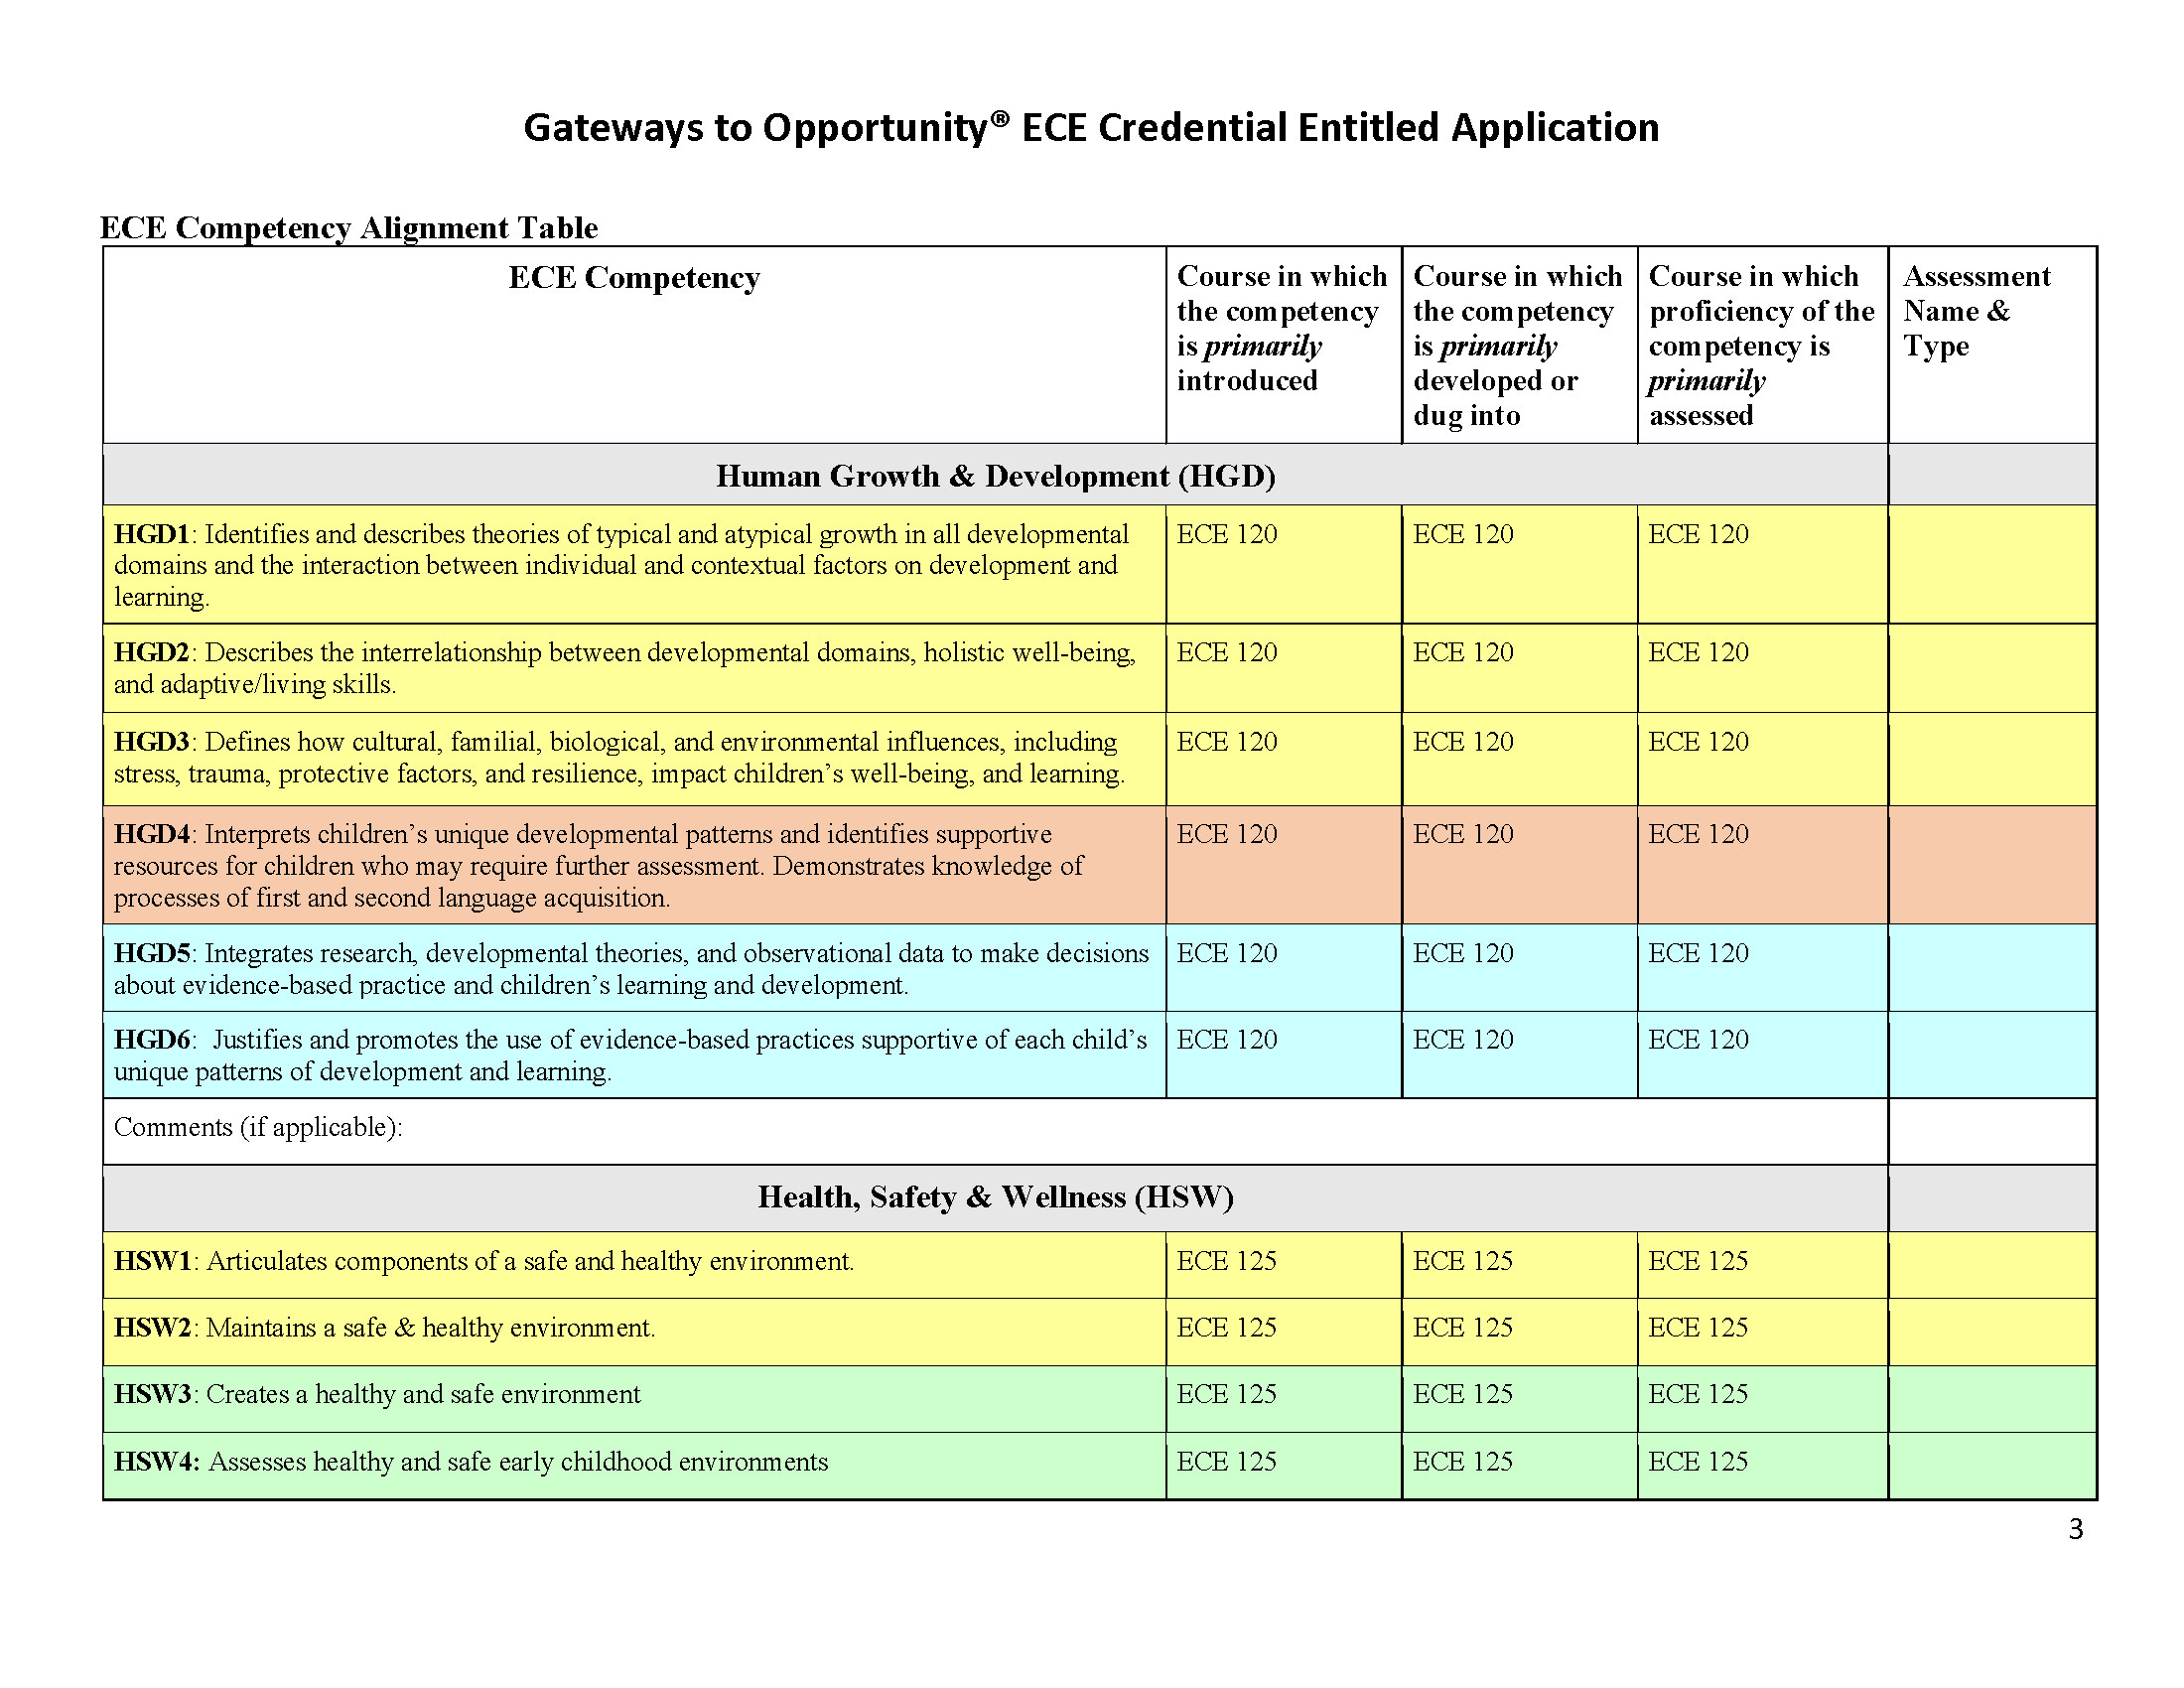 Gateways to Opportunity® ECE Credential Entitled Application
ECE Competency Alignment Table
ECE Competency
Course in which
the competency
is primarily
introduced
Course in which
the competency
is primarily
developed or
dug into
Course in which
proficiency of the
competency is
primarily
assessed
Assessment
Name &
Type
Human Growth & Development (HGD)
HGD1: Identifies and describes theories of typical and atypical growth in all developmental
domains and the interaction between individual and contextual factors on development and
learning.
ECE 120
ECE 120
ECE 120
HGD2: Describes the interrelationship between developmental domains, holistic well-being,
and adaptive/living skills.
ECE 120
ECE 120
ECE 120
HGD3: Defines how cultural, familial, biological, and environmental influences, including
stress, trauma, protective factors, and resilience, impact children’s well-being, and learning.
ECE 120
ECE 120
ECE 120
HGD4: Interprets children’s unique developmental patterns and identifies supportive
resources for children who may require further assessment. Demonstrates knowledge of
processes of first and second language acquisition.
ECE 120
ECE 120
ECE 120
HGD5: Integrates research, developmental theories, and observational data to make decisions
about evidence-based practice and children’s learning and development.
ECE 120
ECE 120
ECE 120
HGD6:  Justifies and promotes the use of evidence-based practices supportive of each child’s
unique patterns of development and learning.
ECE 120
ECE 120
ECE 120
Comments (if applicable):
Health, Safety & Wellness (HSW)
HSW1: Articulates components of a safe and healthy environment.
ECE 125
ECE 125
ECE 125
HSW2: Maintains a safe & healthy environment.
ECE 125
ECE 125
ECE 125
HSW3: Creates a healthy and safe environment
ECE 125
ECE 125
ECE 125
HSW4: Assesses healthy and safe early childhood environments
ECE 125
ECE 125
ECE 125
3